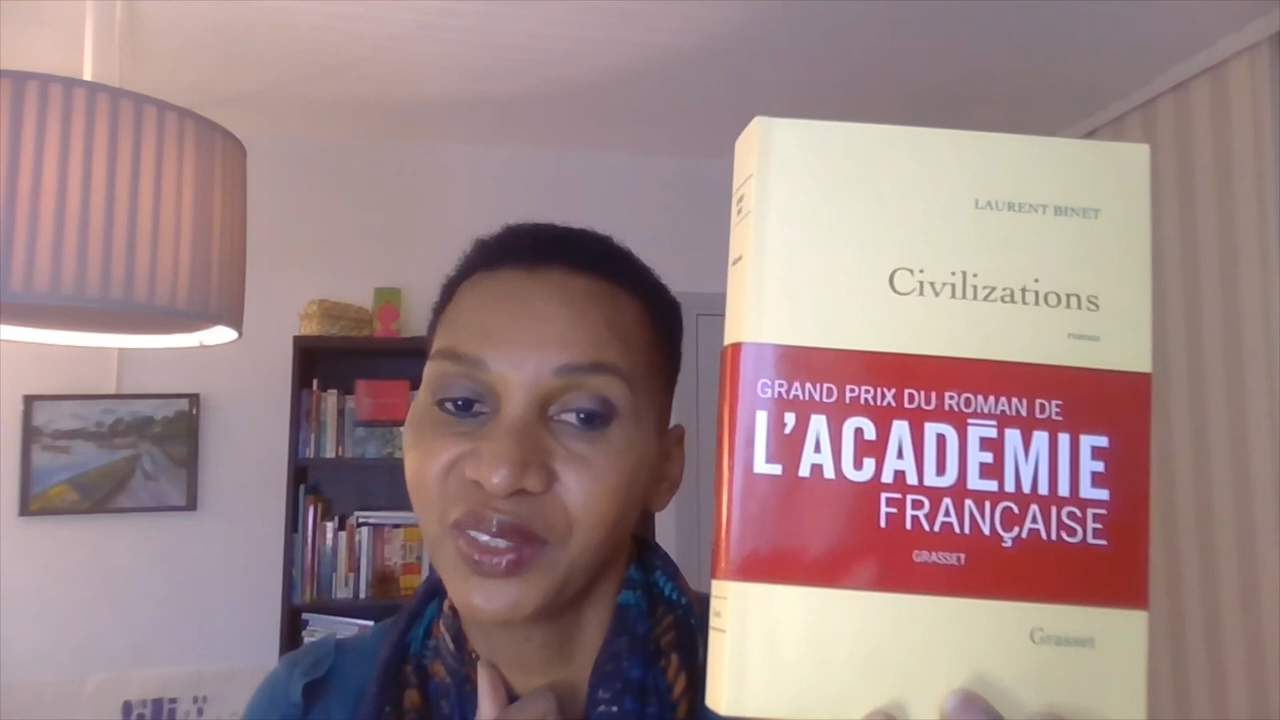 LAURENT BINET
Civilizations
roman
GRAND PRIX DU ROMAN DE
L'ACADÉMIE
FRANÇAISE
GRASSET
Grasset